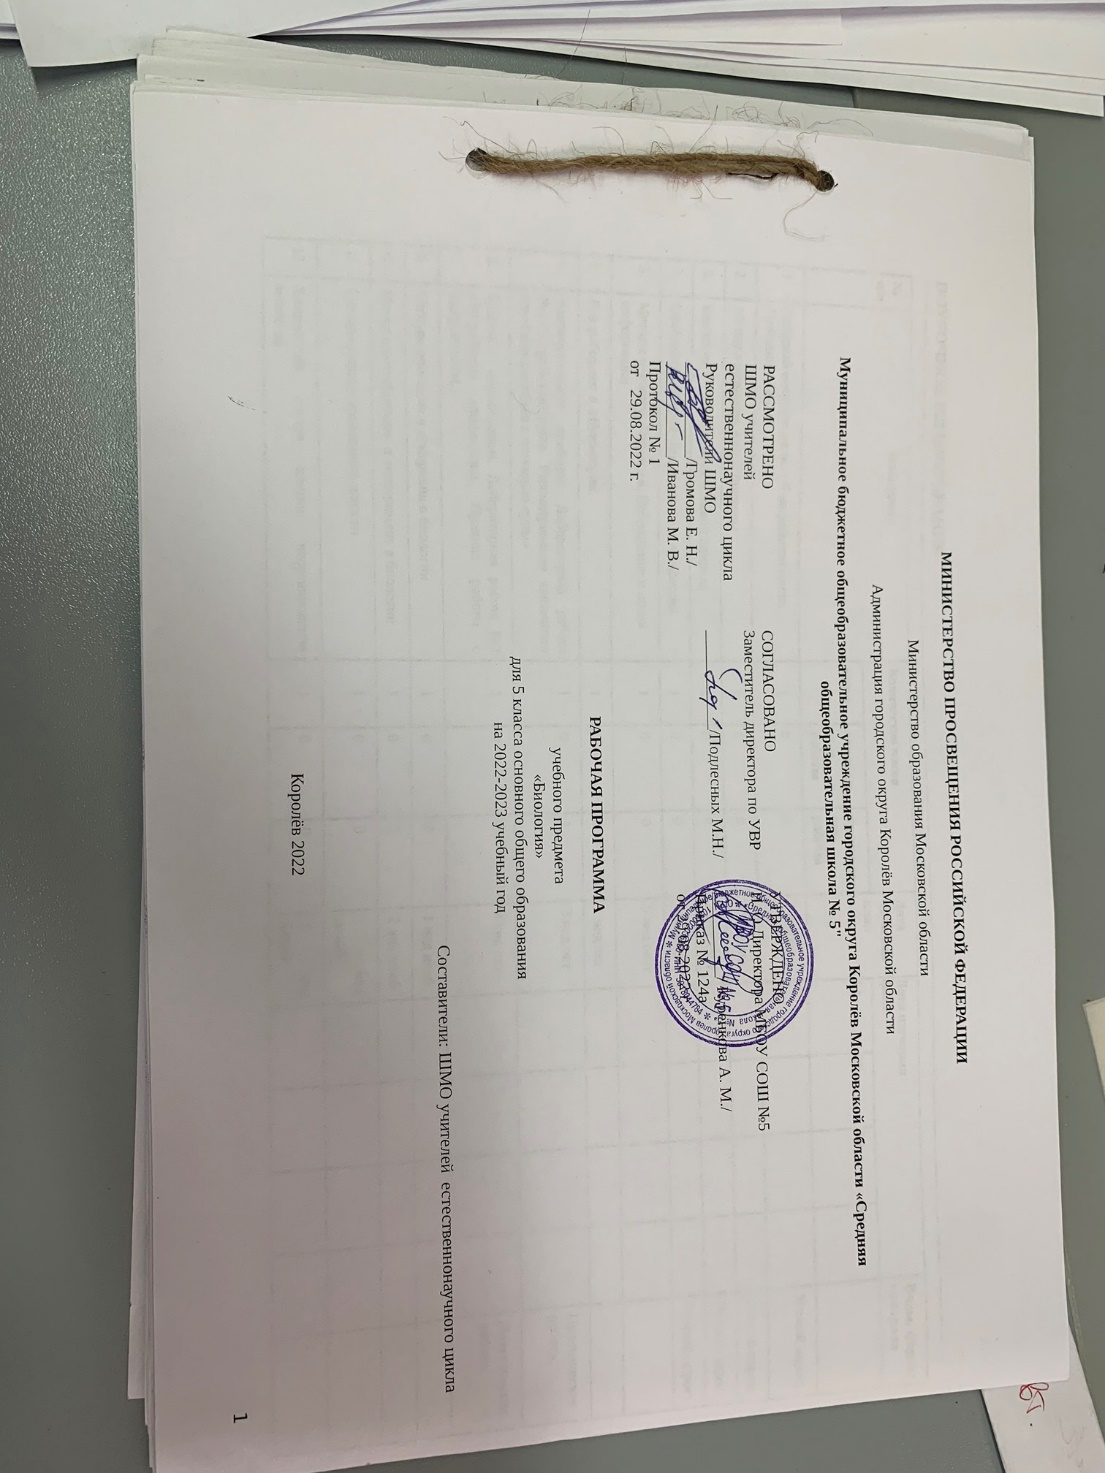 МИНИСТЕРСТВО ПРОСВЕЩЕНИЯ РОССИЙСКОЙ ФЕДЕРАЦИИ
Министерство образования Московской области
Администрация городского округа Королёв Московской области
Муниципальное бюджетное общеобразовательное учреждение городского округа Королёв Московской области «Средняя
общеобразовательная школа № 5"
РАССМОТРЕНО
ШМО учителей
естественнонаучного цикла
Руководители ШМО
/Громова Е. Н./
/Иванова М. В./
Протокол № 1
от 29.08.2022 г.
СОГЛАСОВАНО
Заместитель директора по УВР
/Подлесных М.Н./
УТВЕРЖДЕНО
Директора МБОУ СОШ №5
А. М./
Приказ № 124а
РАБОЧАЯ ПРОГРАММА
учебного предмета
«Биология»
для 5 класса основного общего образования
на 2022-2023 учебный год
Составители: ШМО учителей естественнонаучного цикла
Королёв 2022
1